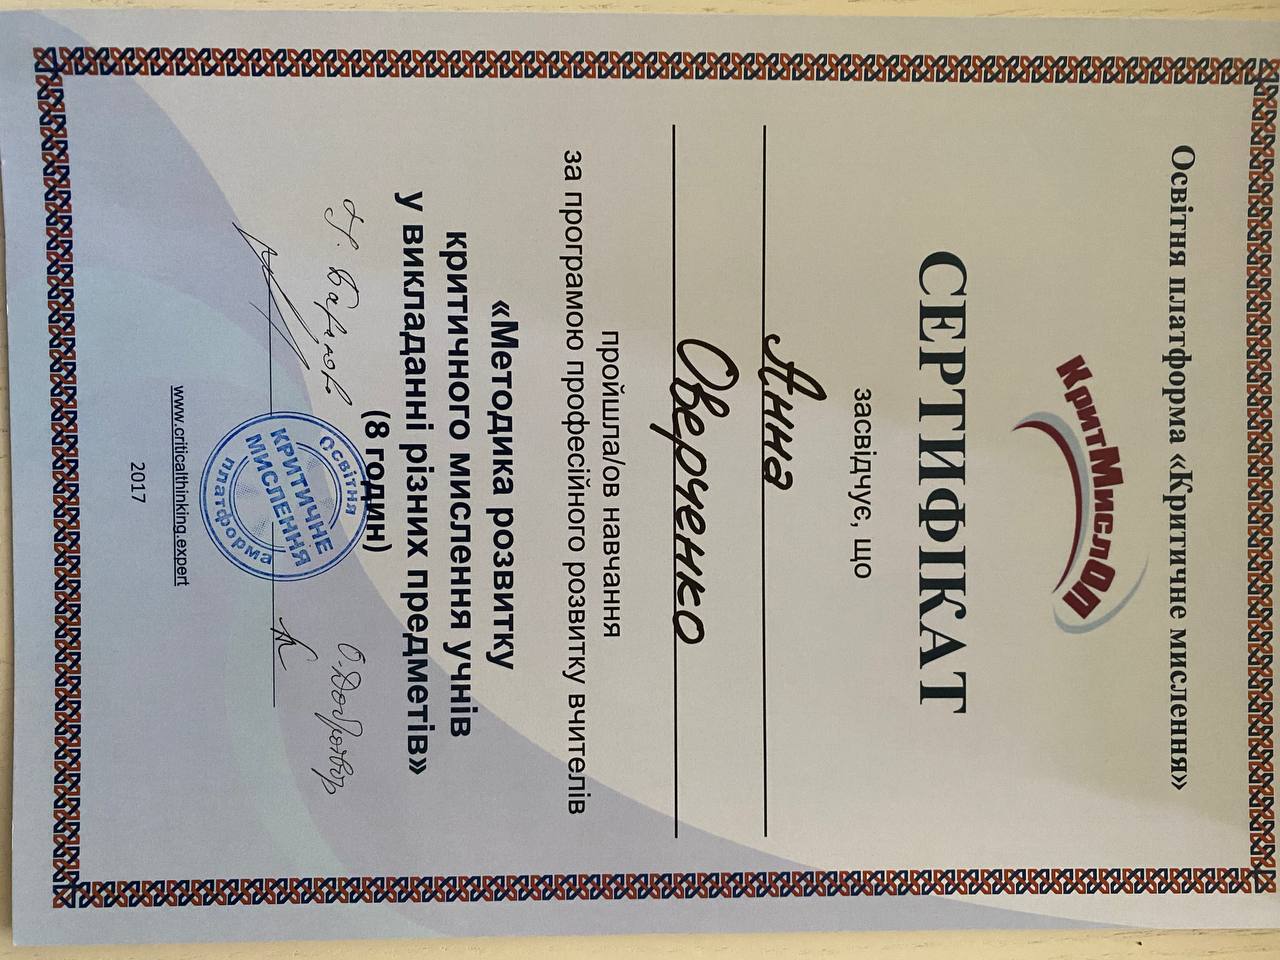 Освітня платформа «Критичне мислення»
КритМислОл
СЕРТИФІКАТ
засвідчує, що
Анна
Оверченко
пройшла/ов навчання
за програмою професійного розвитку вчителів
«Методика розвитку
критичного мислення учнів
у викладанні різних предметів»
(8 годин)
освітня
КРИТИЧНЕ
МИСЛЕННЯ
платформа
www.criticalthinking.expert
2017